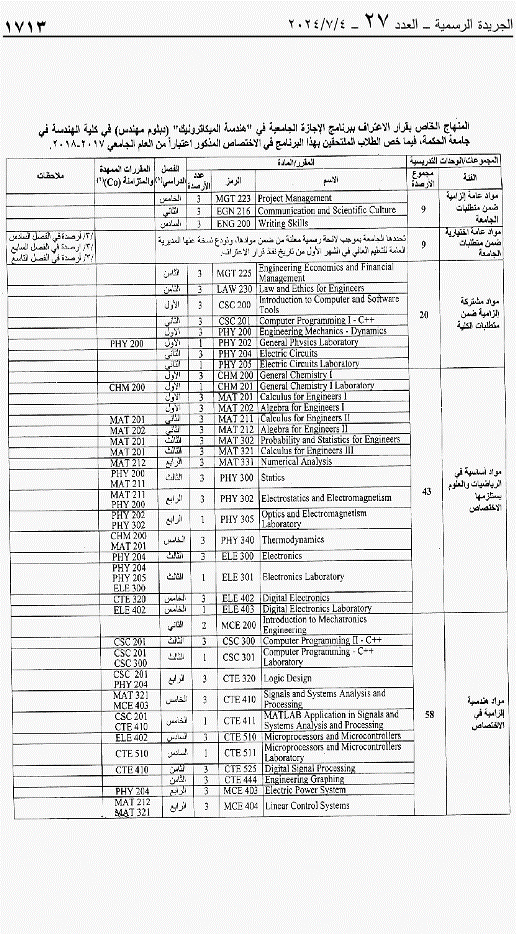 الجريدة الرسمية – العدد ٢٧ – ٢٠٢٤/٧/٤
١٧١٣
المنهاج الخاص بقرار الاعتراف ببرنامج الإجازة الجامعية في "هندسة الميكاترونيك" (دبلوم مهندس) في كلية الهندسة في
جامعة الحكمة، فيما خص الطلاب الملتحقين بهذا البرنامج في الاختصاص المذكور اعتباراً من العام الجامعي ٢٠١٧-٢٠١٨.
المجموعات/الوحدات التدريسية المقرر/المادة
الفئة مجموع الأرصدة الاسم الرمز عدد الأرصدة الفصل الدراسي المقررات الممهدة والمتزامنة (Co) ملاحظات
مواد عامة إلزامية ضمن متطلبات الجامعة 9
Project Management MGT 223 3 الخامس
Communication and Scientific Culture EGN 216 3 الثاني
Writing Skills ENG 200 3 السادس
مواد عامة اختيارية ضمن متطلبات الجامعة 9
تحددها الجامعة بموجب لائحة رسمية معلنة من ضمن موادها، وتودع نسخة عنها المديرية
العامة للتعليم العالي في الشهر الأول من تاريخ نفاذ قرار الاعتراف.
/٣/ أرصدة في الفصل السادس
/٣/ أرصدة في الفصل السابع
/٣/ أرصدة في الفصل التاسع
مواد مشتركة الزامية ضمن متطلبات الكلية 20
Engineering Economics and Financial Management MGT 225 3 الثامن
Law and Ethics for Engineers LAW 230 3 الثامن
Introduction to Computer and Software Tools CSC 200 3 الأول
Computer Programming I - C++ CSC 201 3 الثاني
Engineering Mechanics - Dynamics PHY 200 3 الأول
General Physics Laboratory PHY 202 1 الأول PHY 200
Electric Circuits PHY 204 3 الثاني
Electric Circuits Laboratory PHY 205 1 الثاني
مواد أساسية في الرياضيات والعلوم يستلزمها الاختصاص 43
General Chemistry I CHM 200 3 الأول
General Chemistry I Laboratory CHM 201 1 الأول CHM 200
Calculus for Engineers I MAT 201 3 الأول
Algebra for Engineers I MAT 202 3 الأول
Calculus for Engineers II MAT 211 3 الثاني MAT 201
Algebra for Engineers II MAT 212 3 الثاني MAT 202
Probability and Statistics for Engineers MAT 302 3 الثالث MAT 201
Calculus for Engineers III MAT 321 3 الثالث MAT 201
Numerical Analysis MAT 331 3 الرابع MAT 212
Statics PHY 300 3 الثالث PHY 200 MAT 211
Electrostatics and Electromagnetism PHY 302 3 الرابع MAT 211 PHY 200
Optics and Electromagnetism Laboratory PHY 305 1 الرابع PHY 202 PHY 302
Thermodynamics PHY 340 3 الخامس CHM 200 MAT 201
Electronics ELE 300 3 الثالث PHY 204
Electronics Laboratory ELE 301 1 الثالث PHY 204 PHY 205 ELE 300
Digital Electronics ELE 402 3 الخامس CTE 320
Digital Electronics Laboratory ELE 403 1 الخامس ELE 402
مواد هندسية إلزامية في الاختصاص 58
Introduction to Mechatronics Engineering MCE 200 2 الثاني
Computer Programming II - C++ CSC 300 3 الثالث CSC 201
Computer Programming - C++ Laboratory CSC 301 1 الثالث CSC 201 CSC 300
Logic Design CTE 320 3 الرابع CSC 201 PHY 204
Signals and Systems Analysis and Processing CTE 410 3 الخامس MAT 321 MCE 403
MATLAB Application in Signals and Systems Analysis and Processing CTE 411 1 الخامس CSC 201 CTE 410
Microprocessors and Microcontrollers CTE 510 3 السادس ELE 402
Microprocessors and Microcontrollers Laboratory CTE 511 1 السادس CTE 510
Digital Signal Processing CTE 525 3 الثامن CTE 410
Engineering Graphing CTE 444 3 الثامن
Electric Power System MCE 403 3 الرابع PHY 204
Linear Control Systems MCE 404 3 الرابع MAT 212 MAT 321